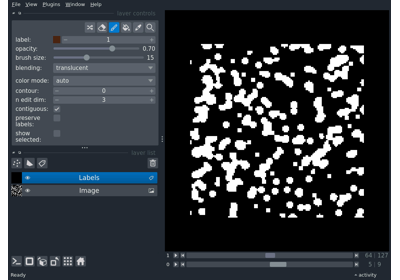 File View Plugins Window Help
layer controls
label: 1
opacity: 0.70
brush size: 15
blending: translucent
color mode: auto
contour: 0
n edit dim: 3
contiguous:
preserve
labels:
show
selected:
layer list
Labels
Image
1 64 127
0 5 9
Ready
activity